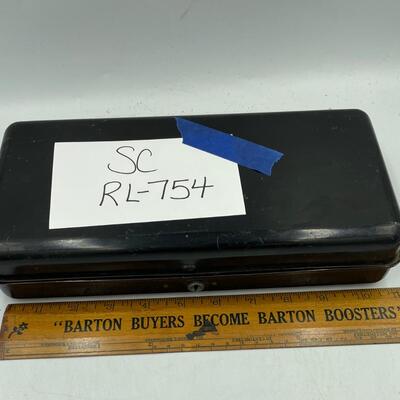 SC
RL-754
"BARTON BUYERS BECOME BARTON BOOSTERS"